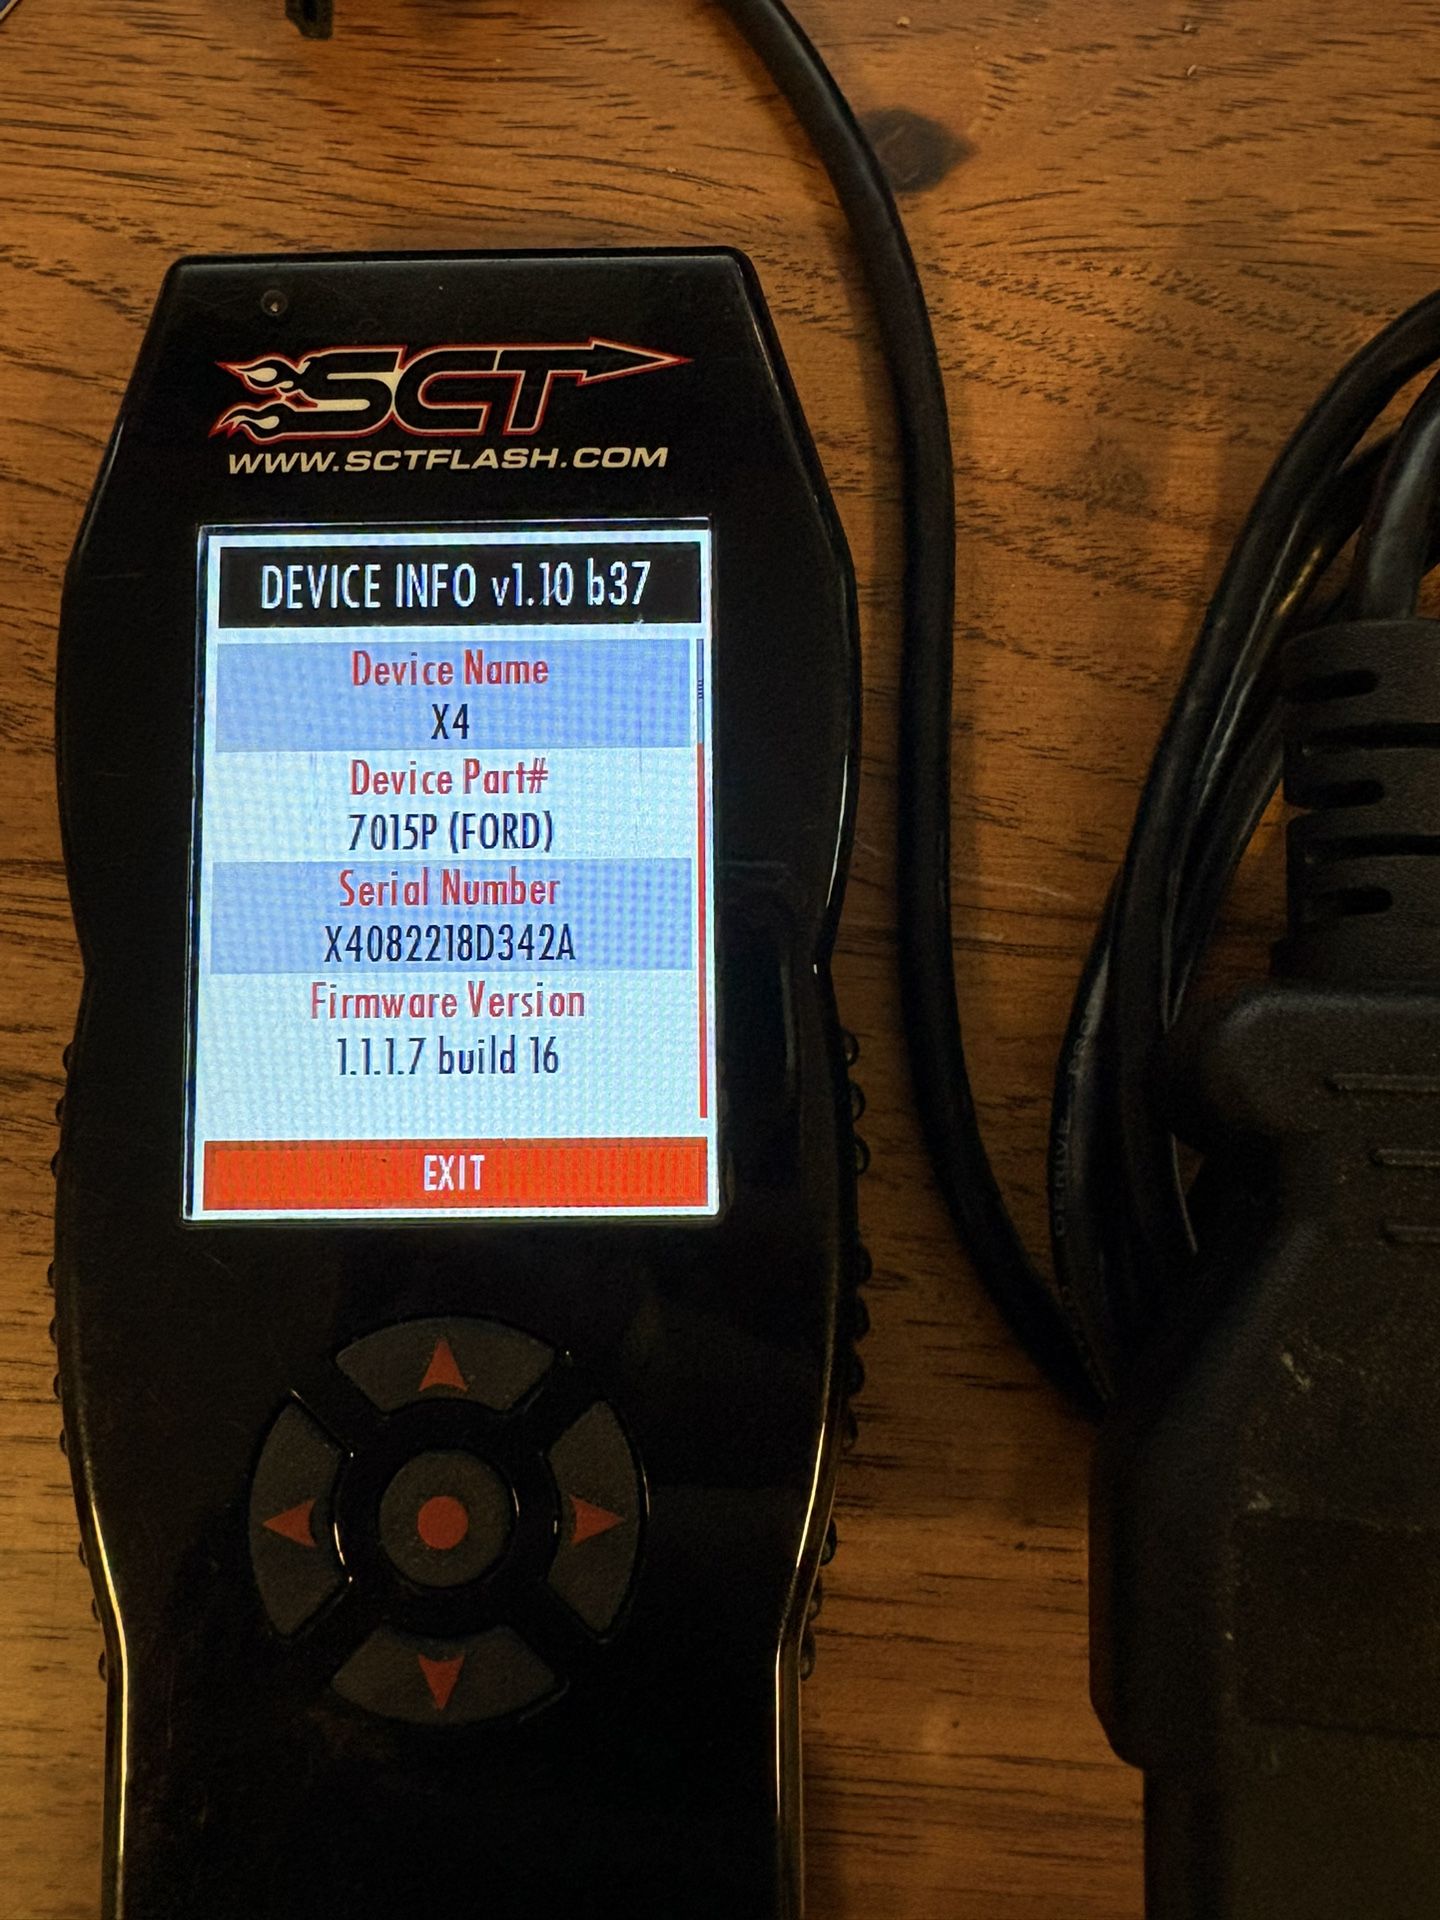 SCT
WWW.SCTFLASH.COM
DEVICE INFO v1.10 b37
Device Name
X4
Device Part#
7015P (FORD)
Serial Number
X4082218D342A
Firmware Version
1.1.1.7 build 16
EXIT